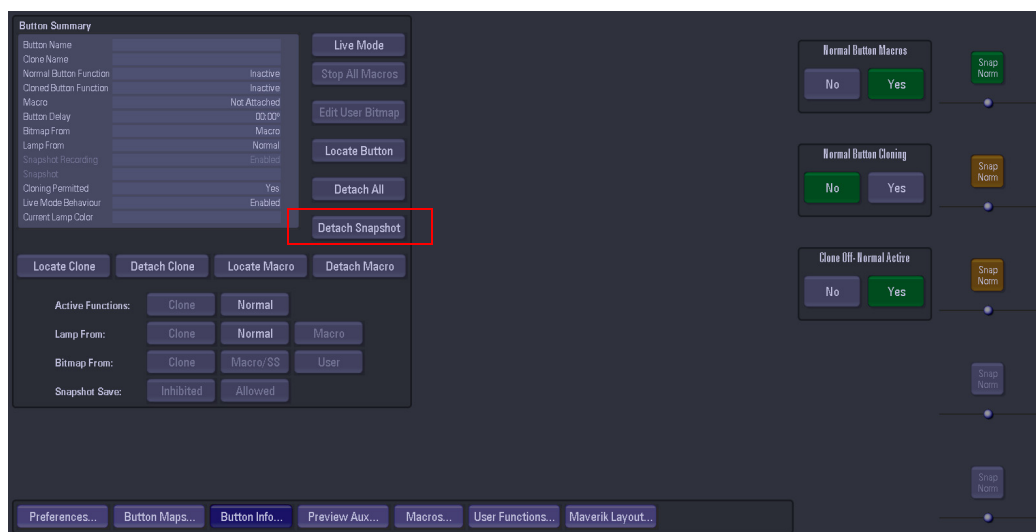 Button Summary
Button Name
Clone Name
Normal Button Function Inactive
Cloned Button Function Inactive
Macro Not Attached
Button Delay 00:00°
Bitmap From Macro
Lamp From Normal
Snapshot Recording Enabled
Snapshot
Cloning Permitted Yes
Live Mode Behaviour Enabled
Current Lamp Color
Live Mode
Stop All Macros
Edit User Bitmap
Locate Button
Detach All
Detach Snapshot
Locate Clone Detach Clone Locate Macro Detach Macro
Active Functions: Clone Normal
Lamp From: Clone Normal Macro
Bitmap From: Clone Macro/SS User
Snapshot Save: Inhibited Allowed
Normal Button Macros
No Yes
Normal Button Cloning
No Yes
Clone Off- Normal Active
No Yes
Snap
Norm
Snap
Norm
Snap
Norm
Snap
Norm
Snap
Norm
Preferences... Button Maps... Button Info... Preview Aux... Macros... User Functions... Maverik Layout...